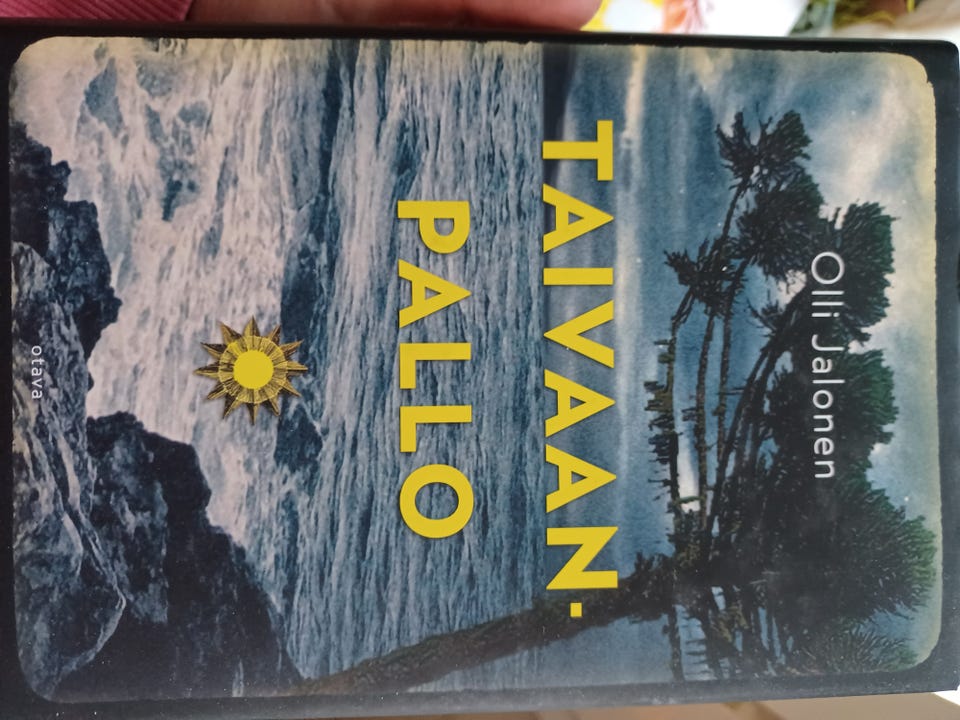 Olli Jalonen
TAIVAAN-
PALLO
otava